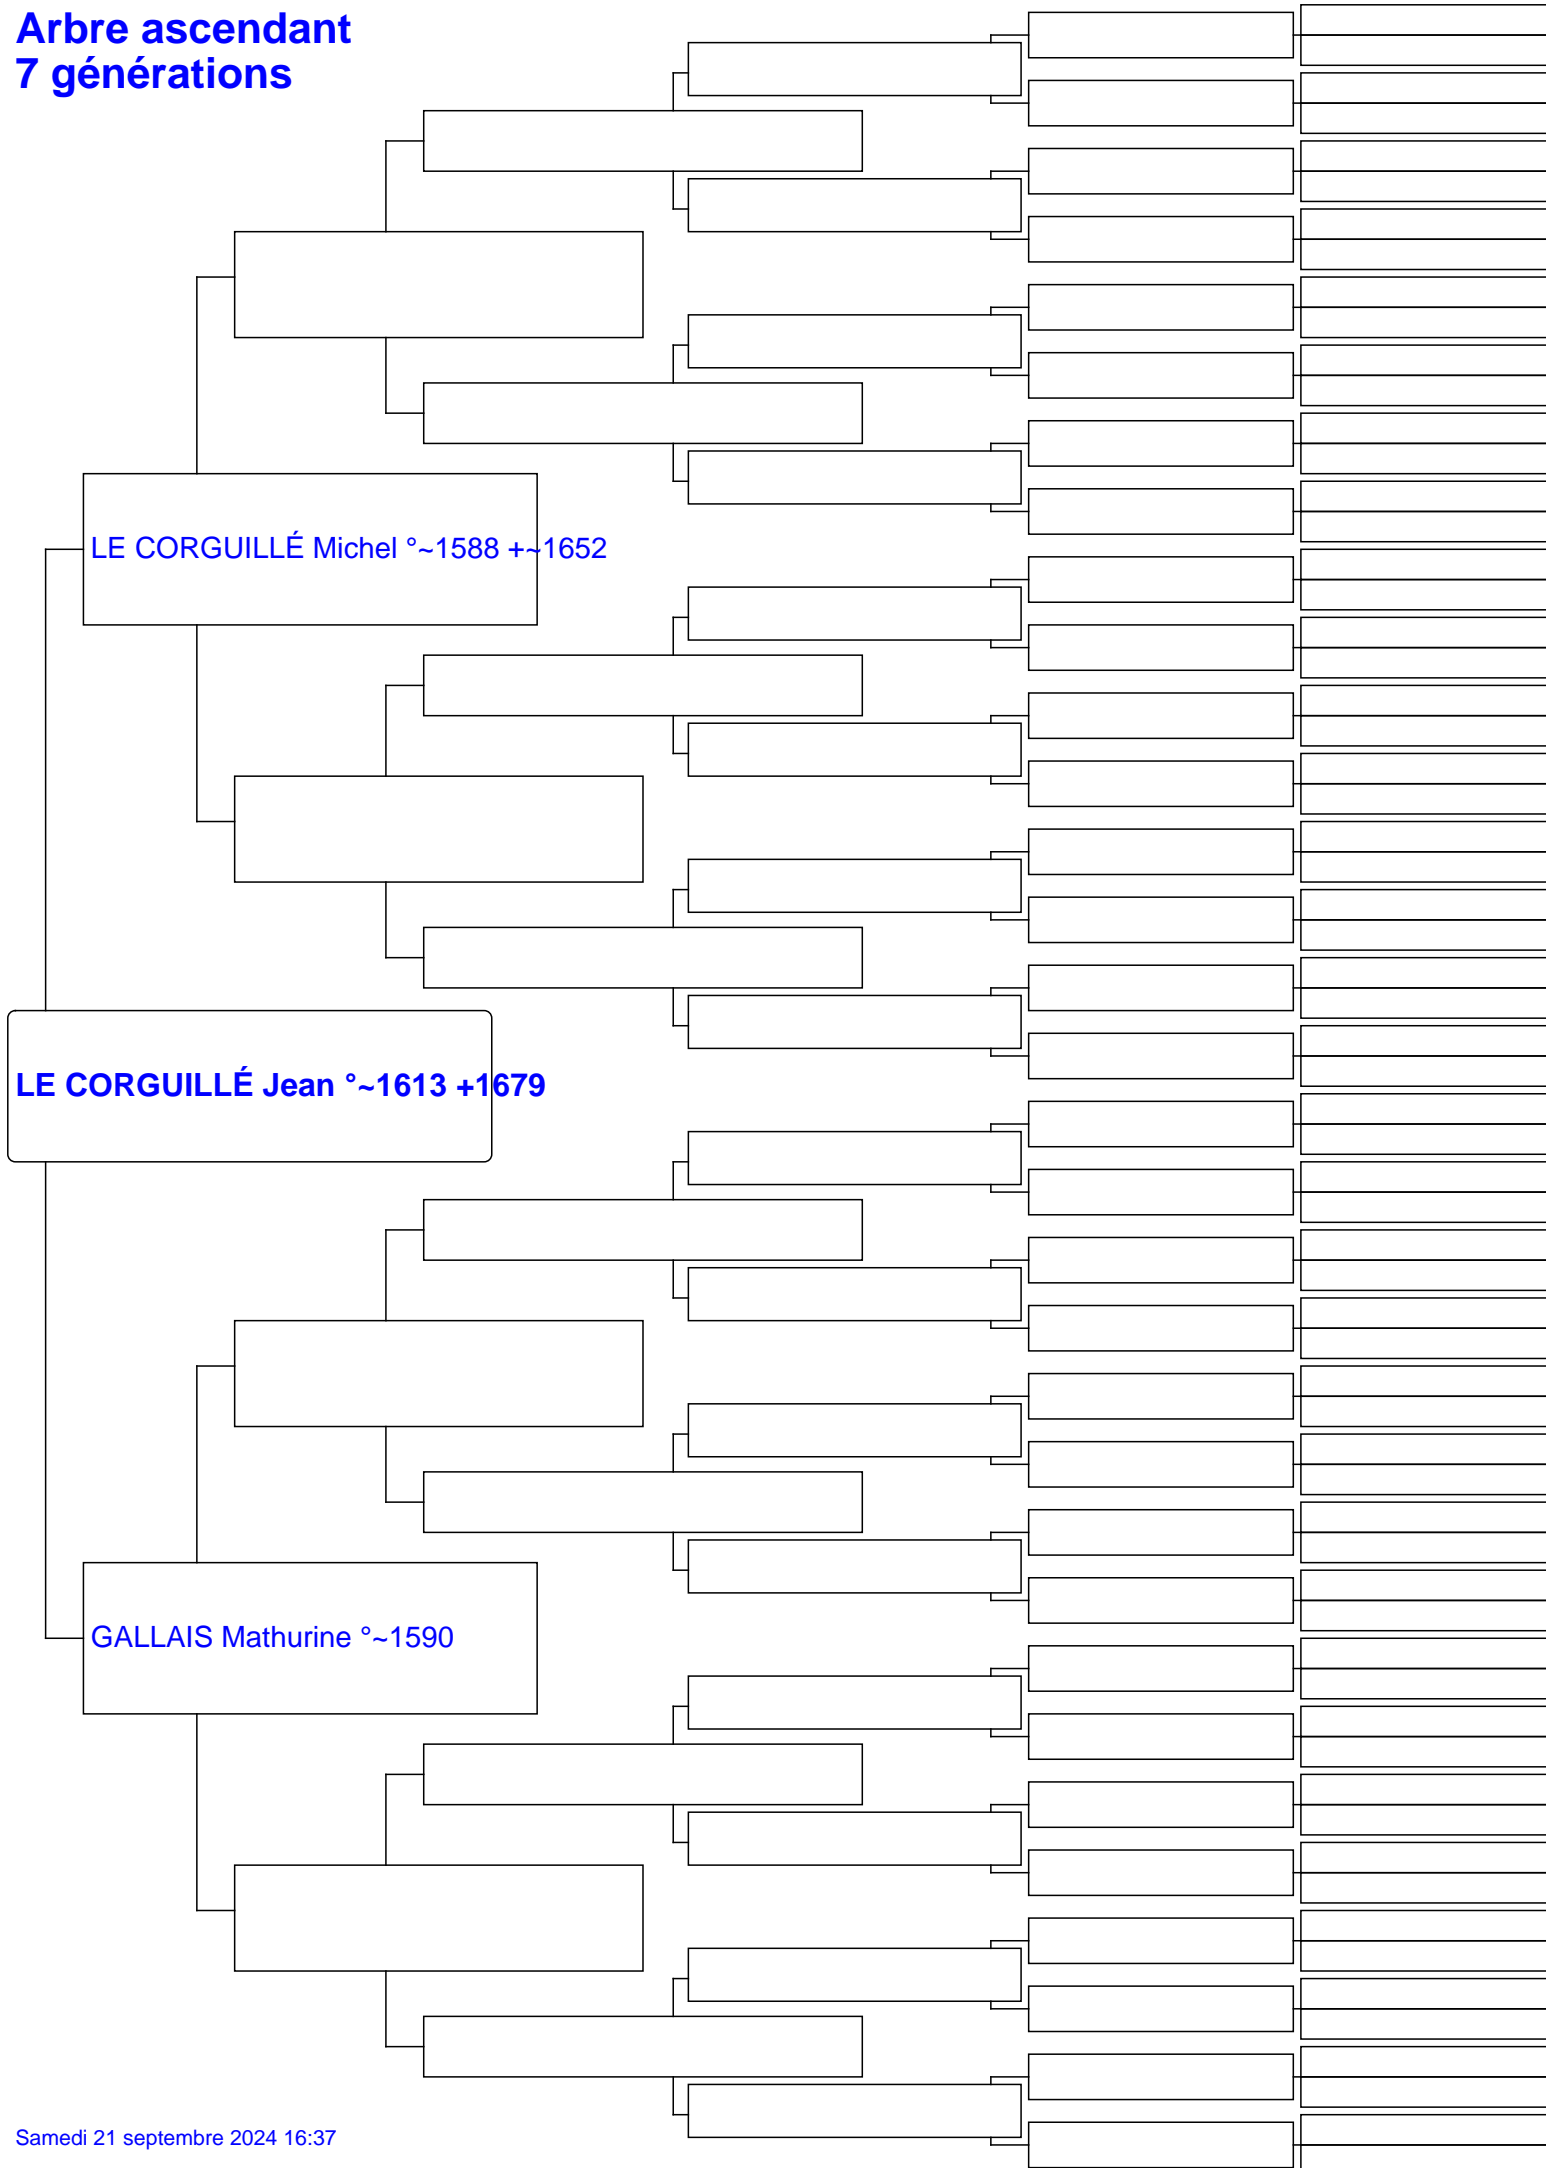 Arbre ascendant
7 générations
LE CORGUILLÉ Michel °~1588 +~1652
LE CORGUILLÉ Jean °~1613 +1679
GALLAIS Mathurine °~1590
Samedi 21 septembre 2024 16:37